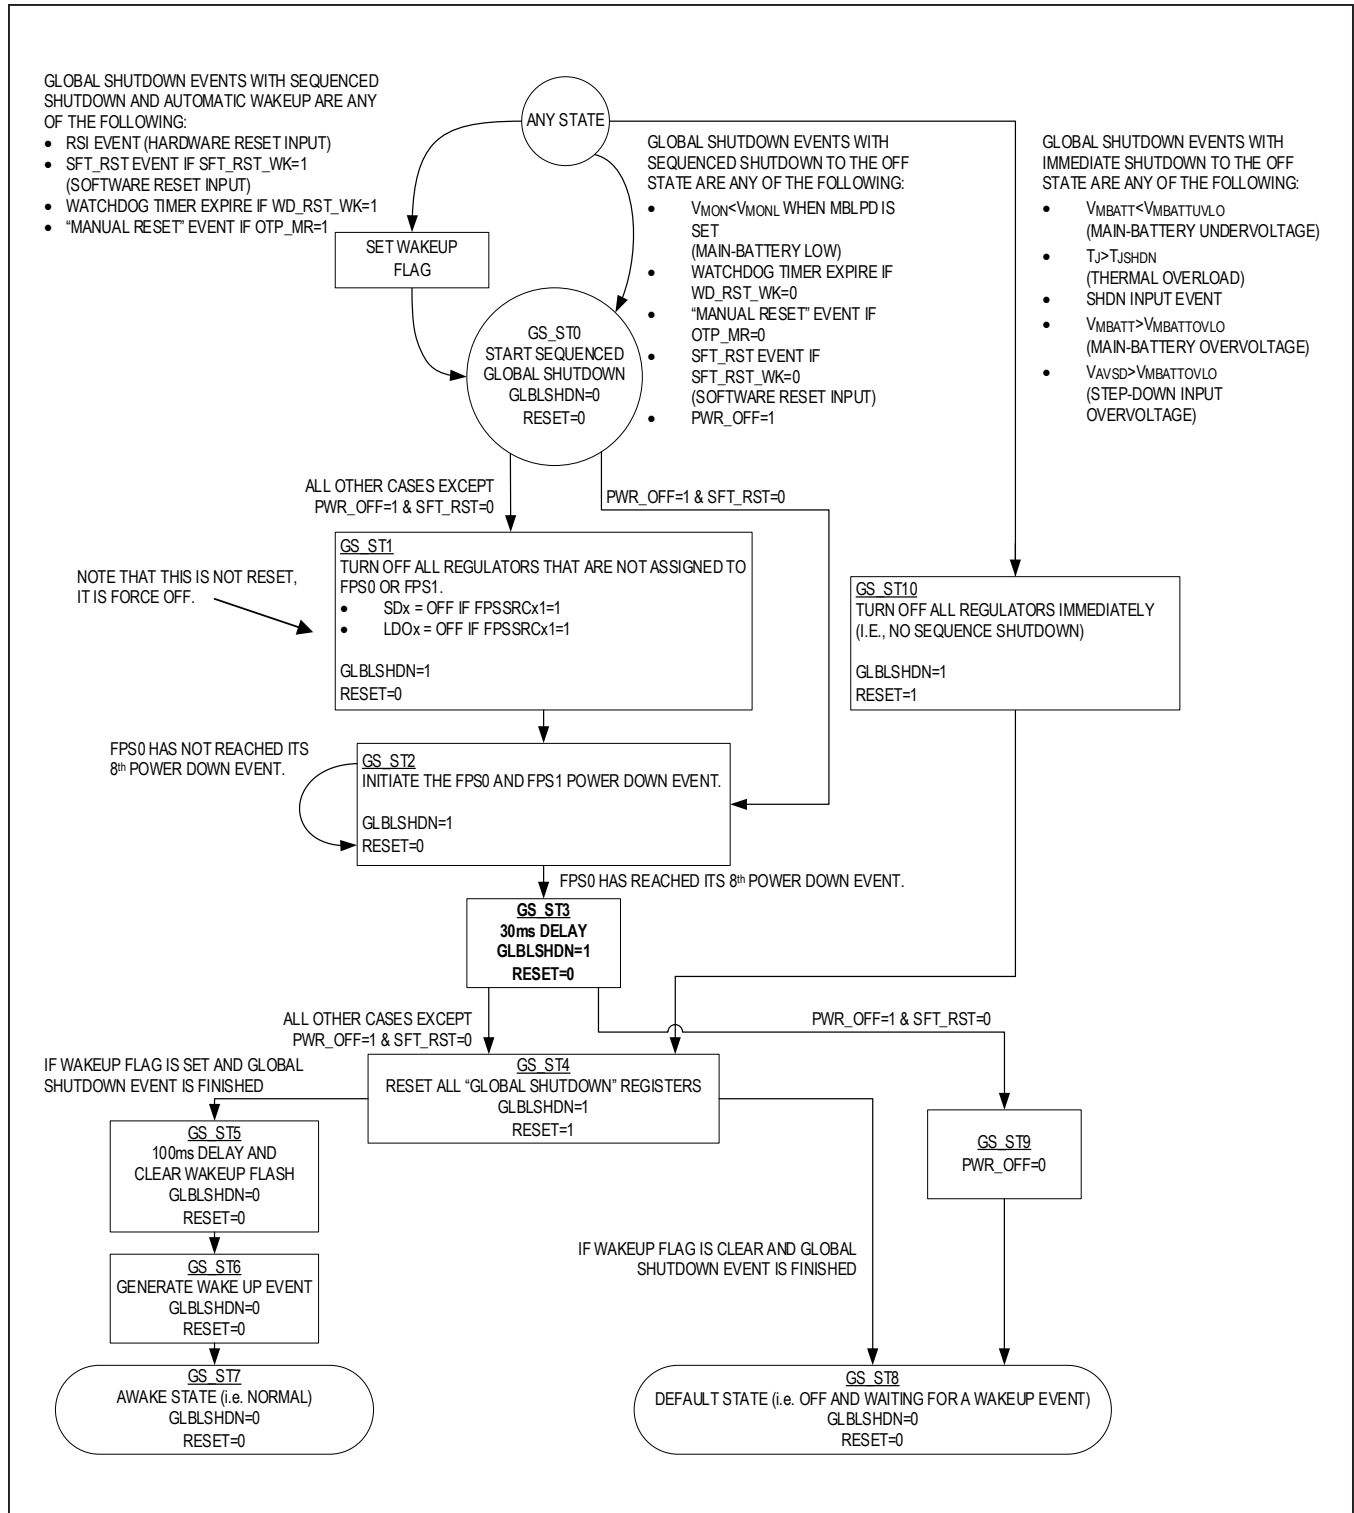 GLOBAL SHUTDOWN EVENTS WITH SEQUENCED
SHUTDOWN AND AUTOMATIC WAKEUP ARE ANY
OF THE FOLLOWING:
• RSI EVENT (HARDWARE RESET INPUT)
• SFT_RST EVENT IF SFT_RST_WK=1
(SOFTWARE RESET INPUT)
• WATCHDOG TIMER EXPIRE IF WD_RST_WK=1
• “MANUAL RESET” EVENT IF OTP_MR=1
ANY STATE
GLOBAL SHUTDOWN EVENTS WITH
SEQUENCED SHUTDOWN TO THE OFF
STATE ARE ANY OF THE FOLLOWING:
• VMON<VMONL WHEN MBLPD IS
SET
(MAIN-BATTERY LOW)
• WATCHDOG TIMER EXPIRE IF
WD_RST_WK=0
• “MANUAL RESET” EVENT IF
OTP_MR=0
• SFT_RST EVENT IF
SFT_RST_WK=0
(SOFTWARE RESET INPUT)
• PWR_OFF=1
GLOBAL SHUTDOWN EVENTS WITH
IMMEDIATE SHUTDOWN TO THE OFF
STATE ARE ANY OF THE FOLLOWING:
• VMBATT<VMBATTUVLO
(MAIN-BATTERY UNDERVOLTAGE)
• TJ>TJSHDN
(THERMAL OVERLOAD)
• SHDN INPUT EVENT
• VMBATT>VMBATTOVLO
(MAIN-BATTERY OVERVOLTAGE)
• VAVSD>VMBATTOVLO
(STEP-DOWN INPUT
OVERVOLTAGE)
SET WAKEUP
FLAG
GS_ST0
START SEQUENCED
GLOBAL SHUTDOWN
GLBLSHDN=0
RESET=0
ALL OTHER CASES EXCEPT
PWR_OFF=1 & SFT_RST=0
PWR_OFF=1 & SFT_RST=0
NOTE THAT THIS IS NOT RESET,
IT IS FORCE OFF.
GS_ST1
TURN OFF ALL REGULATORS THAT ARE NOT ASSIGNED TO
FPS0 OR FPS1.
• SDx = OFF IF FPSSRCx1=1
• LDOx = OFF IF FPSSRCx1=1
GLBLSHDN=1
RESET=0
GS_ST10
TURN OFF ALL REGULATORS IMMEDIATELY
(I.E., NO SEQUENCE SHUTDOWN)
GLBLSHDN=1
RESET=1
FPS0 HAS NOT REACHED ITS
8th POWER DOWN EVENT.
GS_ST2
INITIATE THE FPS0 AND FPS1 POWER DOWN EVENT.
GLBLSHDN=1
RESET=0
FPS0 HAS REACHED ITS 8th POWER DOWN EVENT.
GS_ST3
30ms DELAY
GLBLSHDN=1
RESET=0
ALL OTHER CASES EXCEPT
PWR_OFF=1 & SFT_RST=0
PWR_OFF=1 & SFT_RST=0
IF WAKEUP FLAG IS SET AND GLOBAL
SHUTDOWN EVENT IS FINISHED
GS_ST4
RESET ALL “GLOBAL SHUTDOWN” REGISTERS
GLBLSHDN=1
RESET=1
GS_ST5
100ms DELAY AND
CLEAR WAKEUP FLASH
GLBLSHDN=0
RESET=0
GS_ST9
PWR_OFF=0
IF WAKEUP FLAG IS CLEAR AND GLOBAL
SHUTDOWN EVENT IS FINISHED
GS_ST6
GENERATE WAKE UP EVENT
GLBLSHDN=0
RESET=0
GS_ST7
AWAKE STATE (i.e. NORMAL)
GLBLSHDN=0
RESET=0
GS_ST8
DEFAULT STATE (i.e. OFF AND WAITING FOR A WAKEUP EVENT)
GLBLSHDN=0
RESET=0